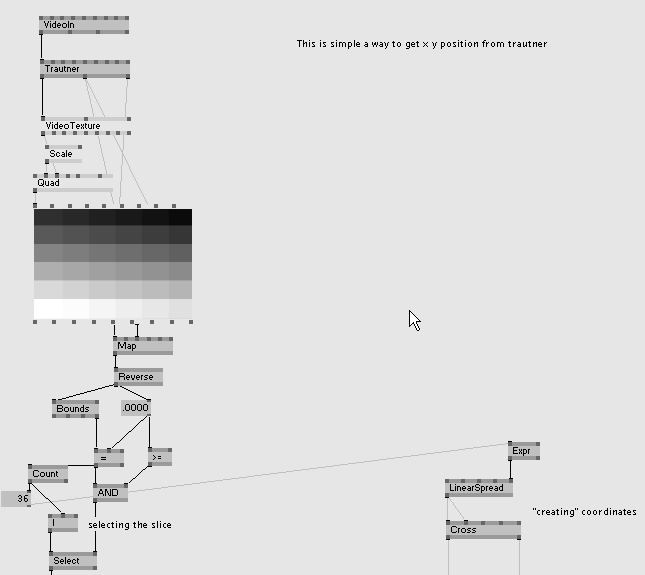 VideoIn
This is simple a way to get x y position from trautner
Trautner
VideoTexture
Scale
Quad
Map
Reverse
Bounds
.0000
=
>=
Expr
Count
LinearSpread
36
AND
I
selecting the slice
"creating" coordinates
Cross
Select